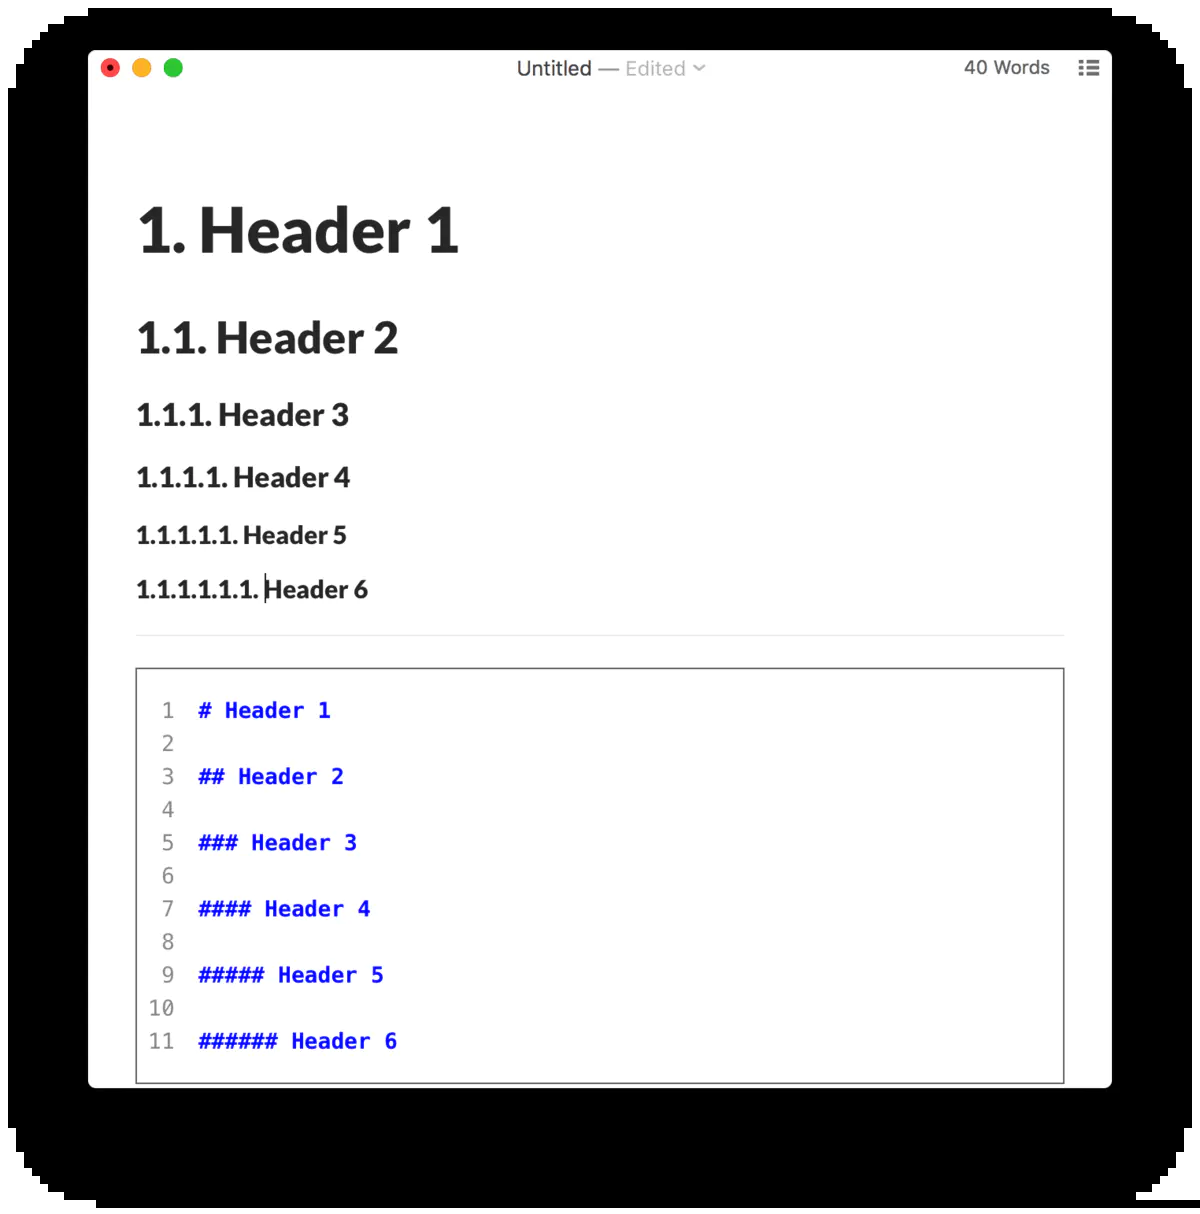 Untitled — Edited
40 Words
1. Header 1
1.1. Header 2
1.1.1. Header 3
1.1.1.1. Header 4
1.1.1.1.1. Header 5
1.1.1.1.1.1. Header 6
1 # Header 1
2
3 ## Header 2
4
5 ### Header 3
6
7 #### Header 4
8
9 ##### Header 5
10
11 ###### Header 6